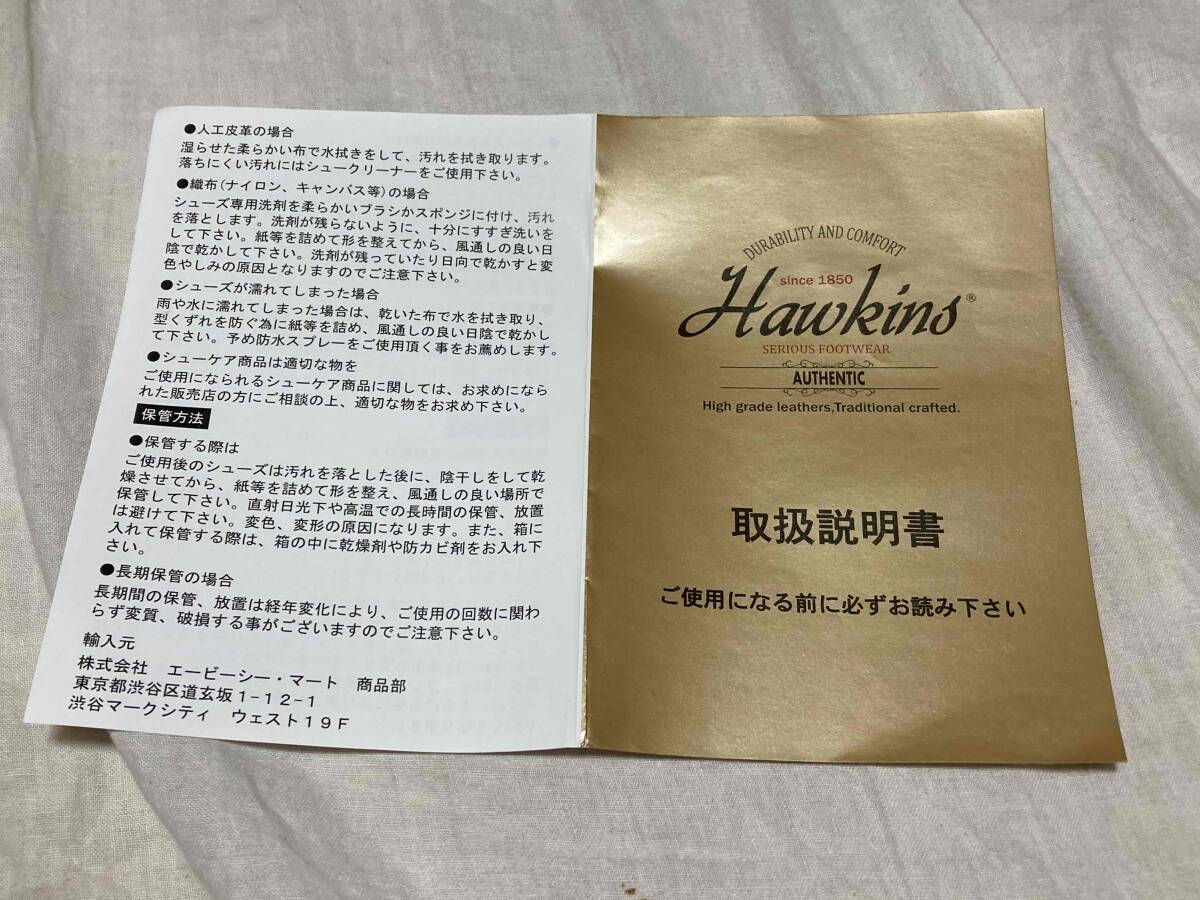 ●人工皮革の場合
湿らせた柔らかい布で水拭きをして、汚れを拭き取ります。
落ちにくい汚れにはシュークリーナーをご使用下さい。
●織布(ナイロン、キャンバス等)の場合
シューズ専用洗剤を柔らかいブラシかスポンジに付け、汚れ
を落とします。洗剤が残らないように、十分にすすぎ洗いを
して下さい。紙等を詰めて形を整えてから、風通しの良い日
陰で乾かして下さい。洗剤が残っていたり日向で乾かすと変
色やしみの原因となりますのでご注意下さい。
●シューズが濡れてしまった場合
雨や水に濡れてしまった場合は、乾いた布で水を拭き取り、
型くずれを防ぐ為に紙等を詰め、風通しの良い日陰で乾かし
て下さい。予め防水スプレーをご使用頂く事をお薦めします。
●シューケア商品は適切な物を
ご使用になられるシューケア商品に関しては、お求めになら
れた販売店の方にご相談の上、適切な物をお求め下さい。
保管方法
●保管する際は
ご使用後のシューズは汚れを落とした後に、陰干しをして乾
燥させてから、紙等を詰めて形を整え、風通しの良い場所で
保管して下さい。直射日光下や高温での長時間の保管、放置
は避けて下さい。変色、変形の原因になります。また、箱に
入れて保管する際は、箱の中に乾燥剤や防カビ剤をお入れ下
さい。
●長期保管の場合
長期間の保管、放置は経年変化により、ご使用の回数に関わ
らず変質、破損する事がございますのでご注意下さい。
輸入元
株式会社 エービーシー・マート 商品部
東京都渋谷区道玄坂1-12-1
渋谷マークシティ ウェスト19F
DURABILITY AND COMFORT
since 1850
Hawkins®
SERIOUS FOOTWEAR
AUTHENTIC
High grade leathers,Traditional crafted.
取扱説明書
ご使用になる前に必ずお読み下さい